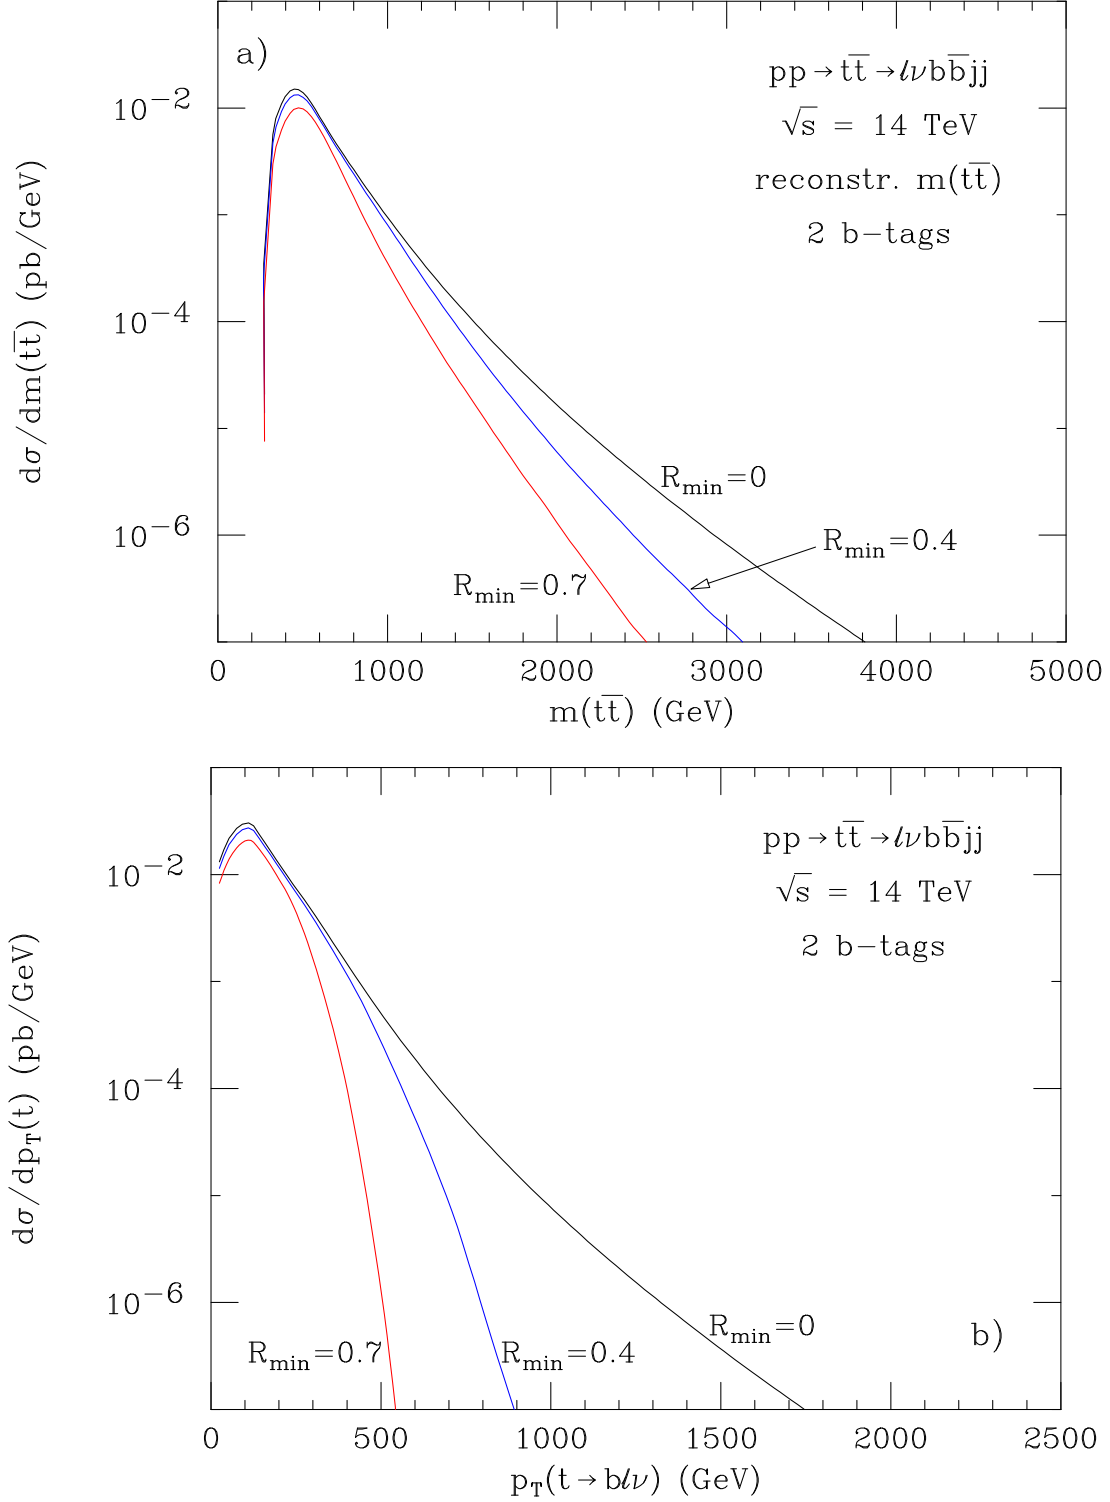 a)
pp→tt̅→lνbb̅jj
√s = 14 TeV
reconstr. m(tt̅)
2 b−tags
dσ/dm(tt̅) (pb/GeV)
10⁻²
10⁻⁴
10⁻⁶
R_min=0
R_min=0.4
R_min=0.7
0 1000 2000 3000 4000 5000
m(tt̅) (GeV)
pp→tt̅→lνbb̅jj
√s = 14 TeV
2 b−tags
dσ/dp_T(t) (pb/GeV)
10⁻²
10⁻⁴
10⁻⁶
R_min=0
b)
R_min=0.7
R_min=0.4
0 500 1000 1500 2000 2500
p_T(t→blν) (GeV)